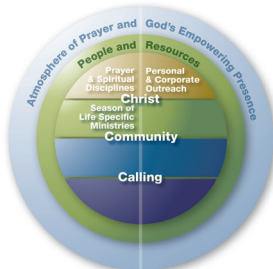 Atmosphere of Prayer and God's Empowering Presence
People and Resources
Prayer
& Spiritual
Disciplines
Personal
& Corporate
Outreach
Christ
Season of
Life Specific
Ministries
Community
Calling